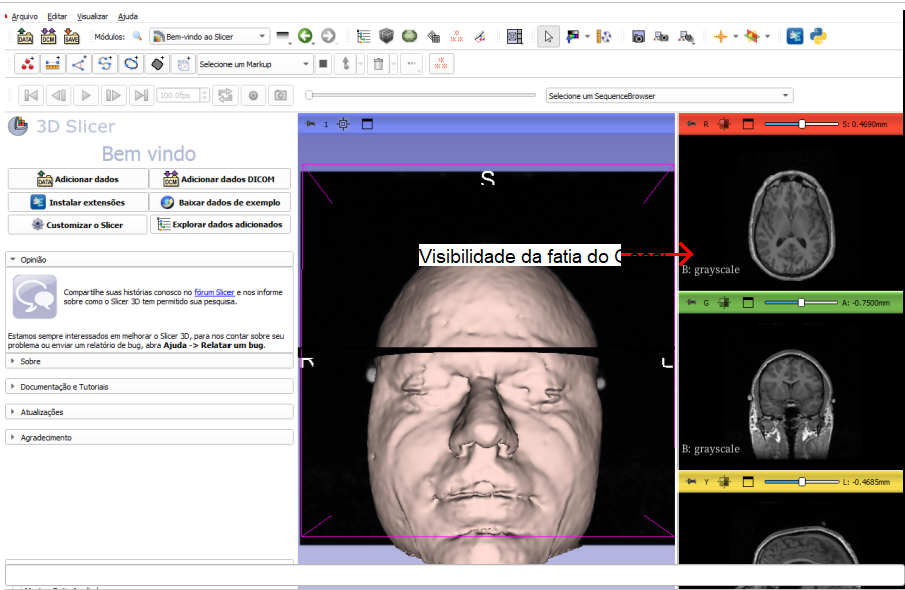 Arquivo Editar Visualizar Ajuda
DATA DCM SAVE Módulos: Bem-vindo ao Slicer
Selecione um Markup
100.0fps Selecione um SequenceBrowser
3D Slicer
Bem vindo
Adicionar dados Adicionar dados DICOM
Instalar extensões Baixar dados de exemplo
Customizar o Slicer Explorar dados adicionados
Opinião
Compartilhe suas histórias conosco no fórum Slicer e nos informe
sobre como o Slicer 3D tem permitido sua pesquisa.
Estamos sempre interessados em melhorar o Slicer 3D, para nos contar sobre seu
problema ou enviar um relatório de bug, abra Ajuda -> Relatar um bug.
Sobre
Documentação e Tutoriais
Atualizações
Agradecimento
1
S
Visibilidade da fatia do
R L
R S: 0.4690mm
B: grayscale
G A: -0.7500mm
B: grayscale
Y L: -0.4685mm